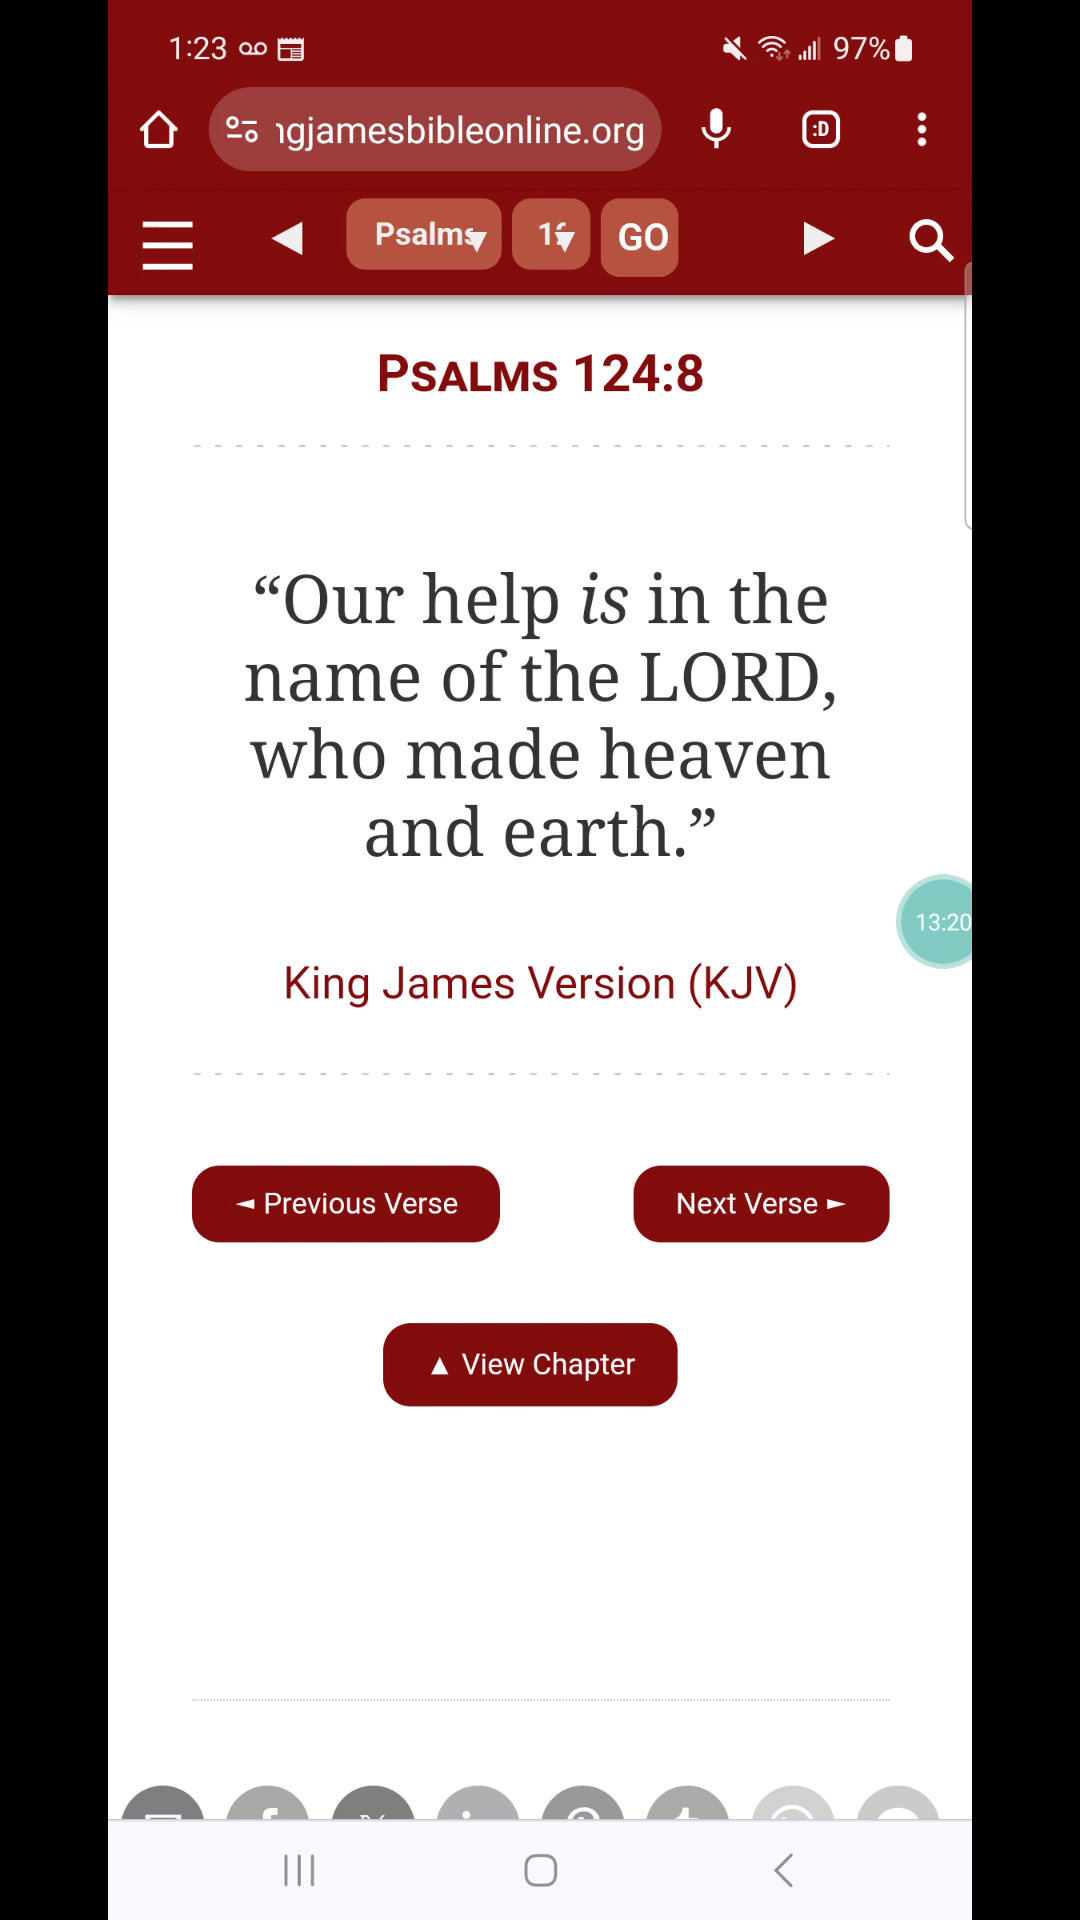 1:23
97%
ngjamesbibleonline.org
:D
Psalms
GO
PSALMS 124:8
“Our help is in the
name of the LORD,
who made heaven
and earth.”
13:20
King James Version (KJV)
◄ Previous Verse
Next Verse ►
▲ View Chapter